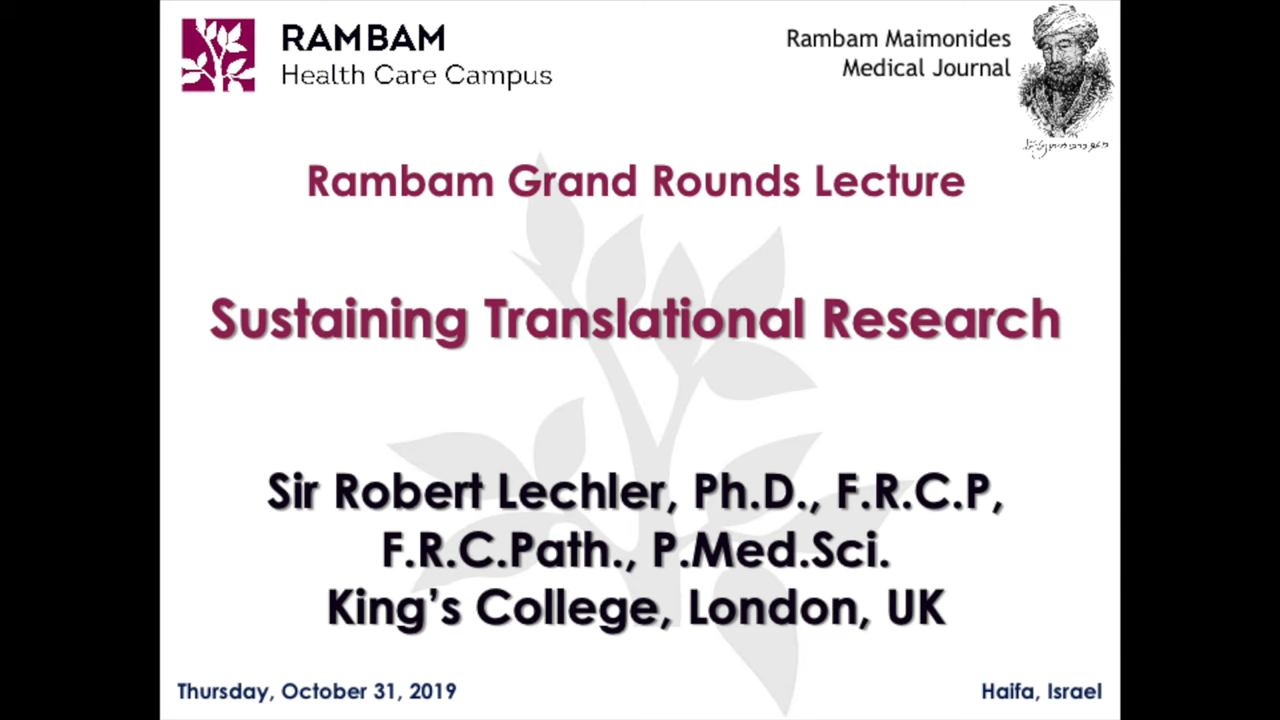 RAMBAM
Health Care Campus
Rambam Maimonides
Medical Journal
Rambam Grand Rounds Lecture
Sustaining Translational Research
Sir Robert Lechler, Ph.D., F.R.C.P,
F.R.C.Path., P.Med.Sci.
King’s College, London, UK
Thursday, October 31, 2019
Haifa, Israel